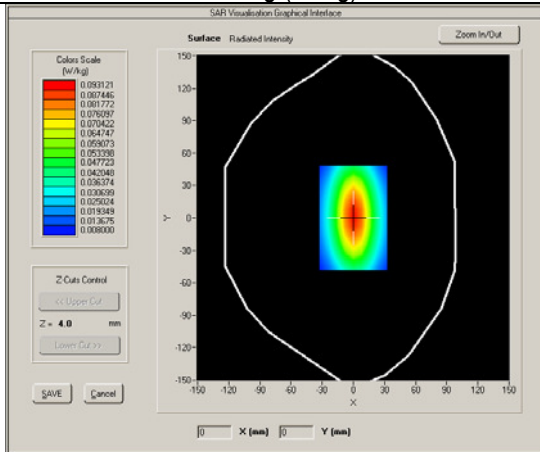 SAR Visualisation Graphical Interface
Surface Radiated Intensity
Zoom In/Out
Colors Scale
(W/kg)
0.093121
0.087446
0.081772
0.076097
0.070422
0.064747
0.059073
0.053398
0.047723
0.042048
0.036374
0.030699
0.025024
0.019349
0.013675
0.008000
Z-Cuts Control
<< Upper Cut
Z = 4.0 mm
Lower Cut >>
SAVE Cancel
150
120
90
60
30
0
-30
-60
-90
-120
-150
Y
-150 -120 -90 -60 -30 0 30 60 90 120 150
X
0 X (mm) 0 Y (mm)